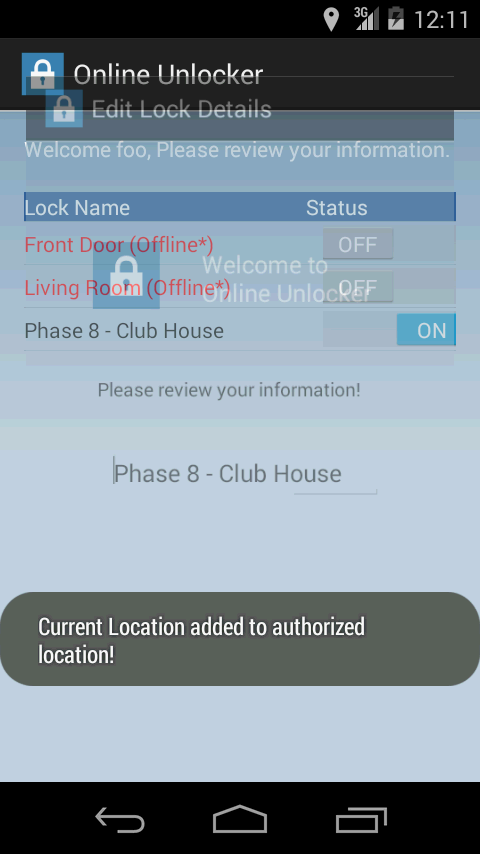 3G 12:11
Online Unlocker
Edit Lock Details
Welcome foo, Please review your information.
Lock Name Status
Front Door (Offline*) OFF
Welcome to
Living Room (Offline*) OFF
Online Unlocker
Phase 8 - Club House ON
Please review your information!
Phase 8 - Club House
Current Location added to authorized
location!